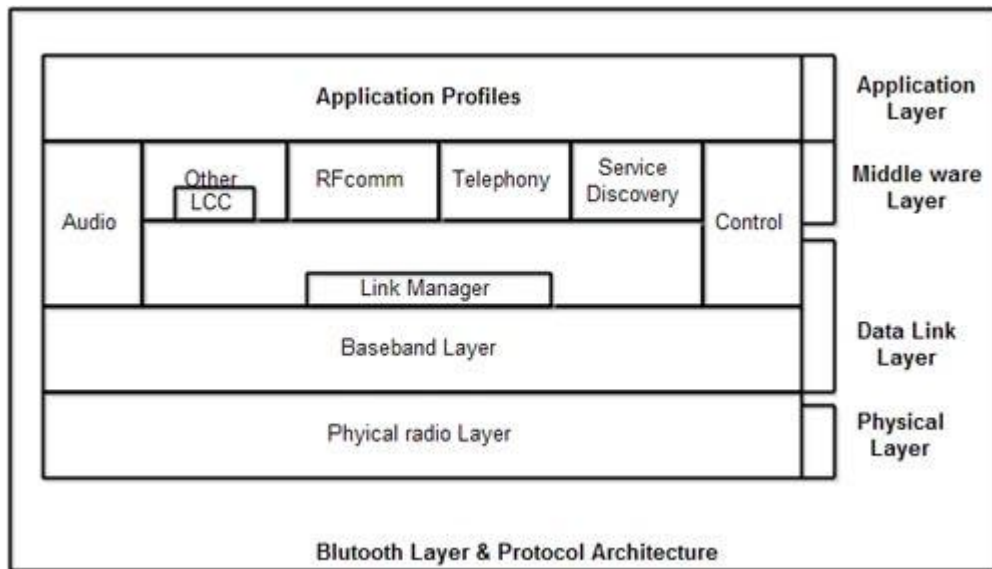 Application Profiles
Application
Layer
Audio
Other
LCC
RFcomm
Telephony
Service
Discovery
Control
Middle ware
Layer
Link Manager
Baseband Layer
Data Link
Layer
Phyical radio Layer
Physical
Layer
Blutooth Layer & Protocol Architecture